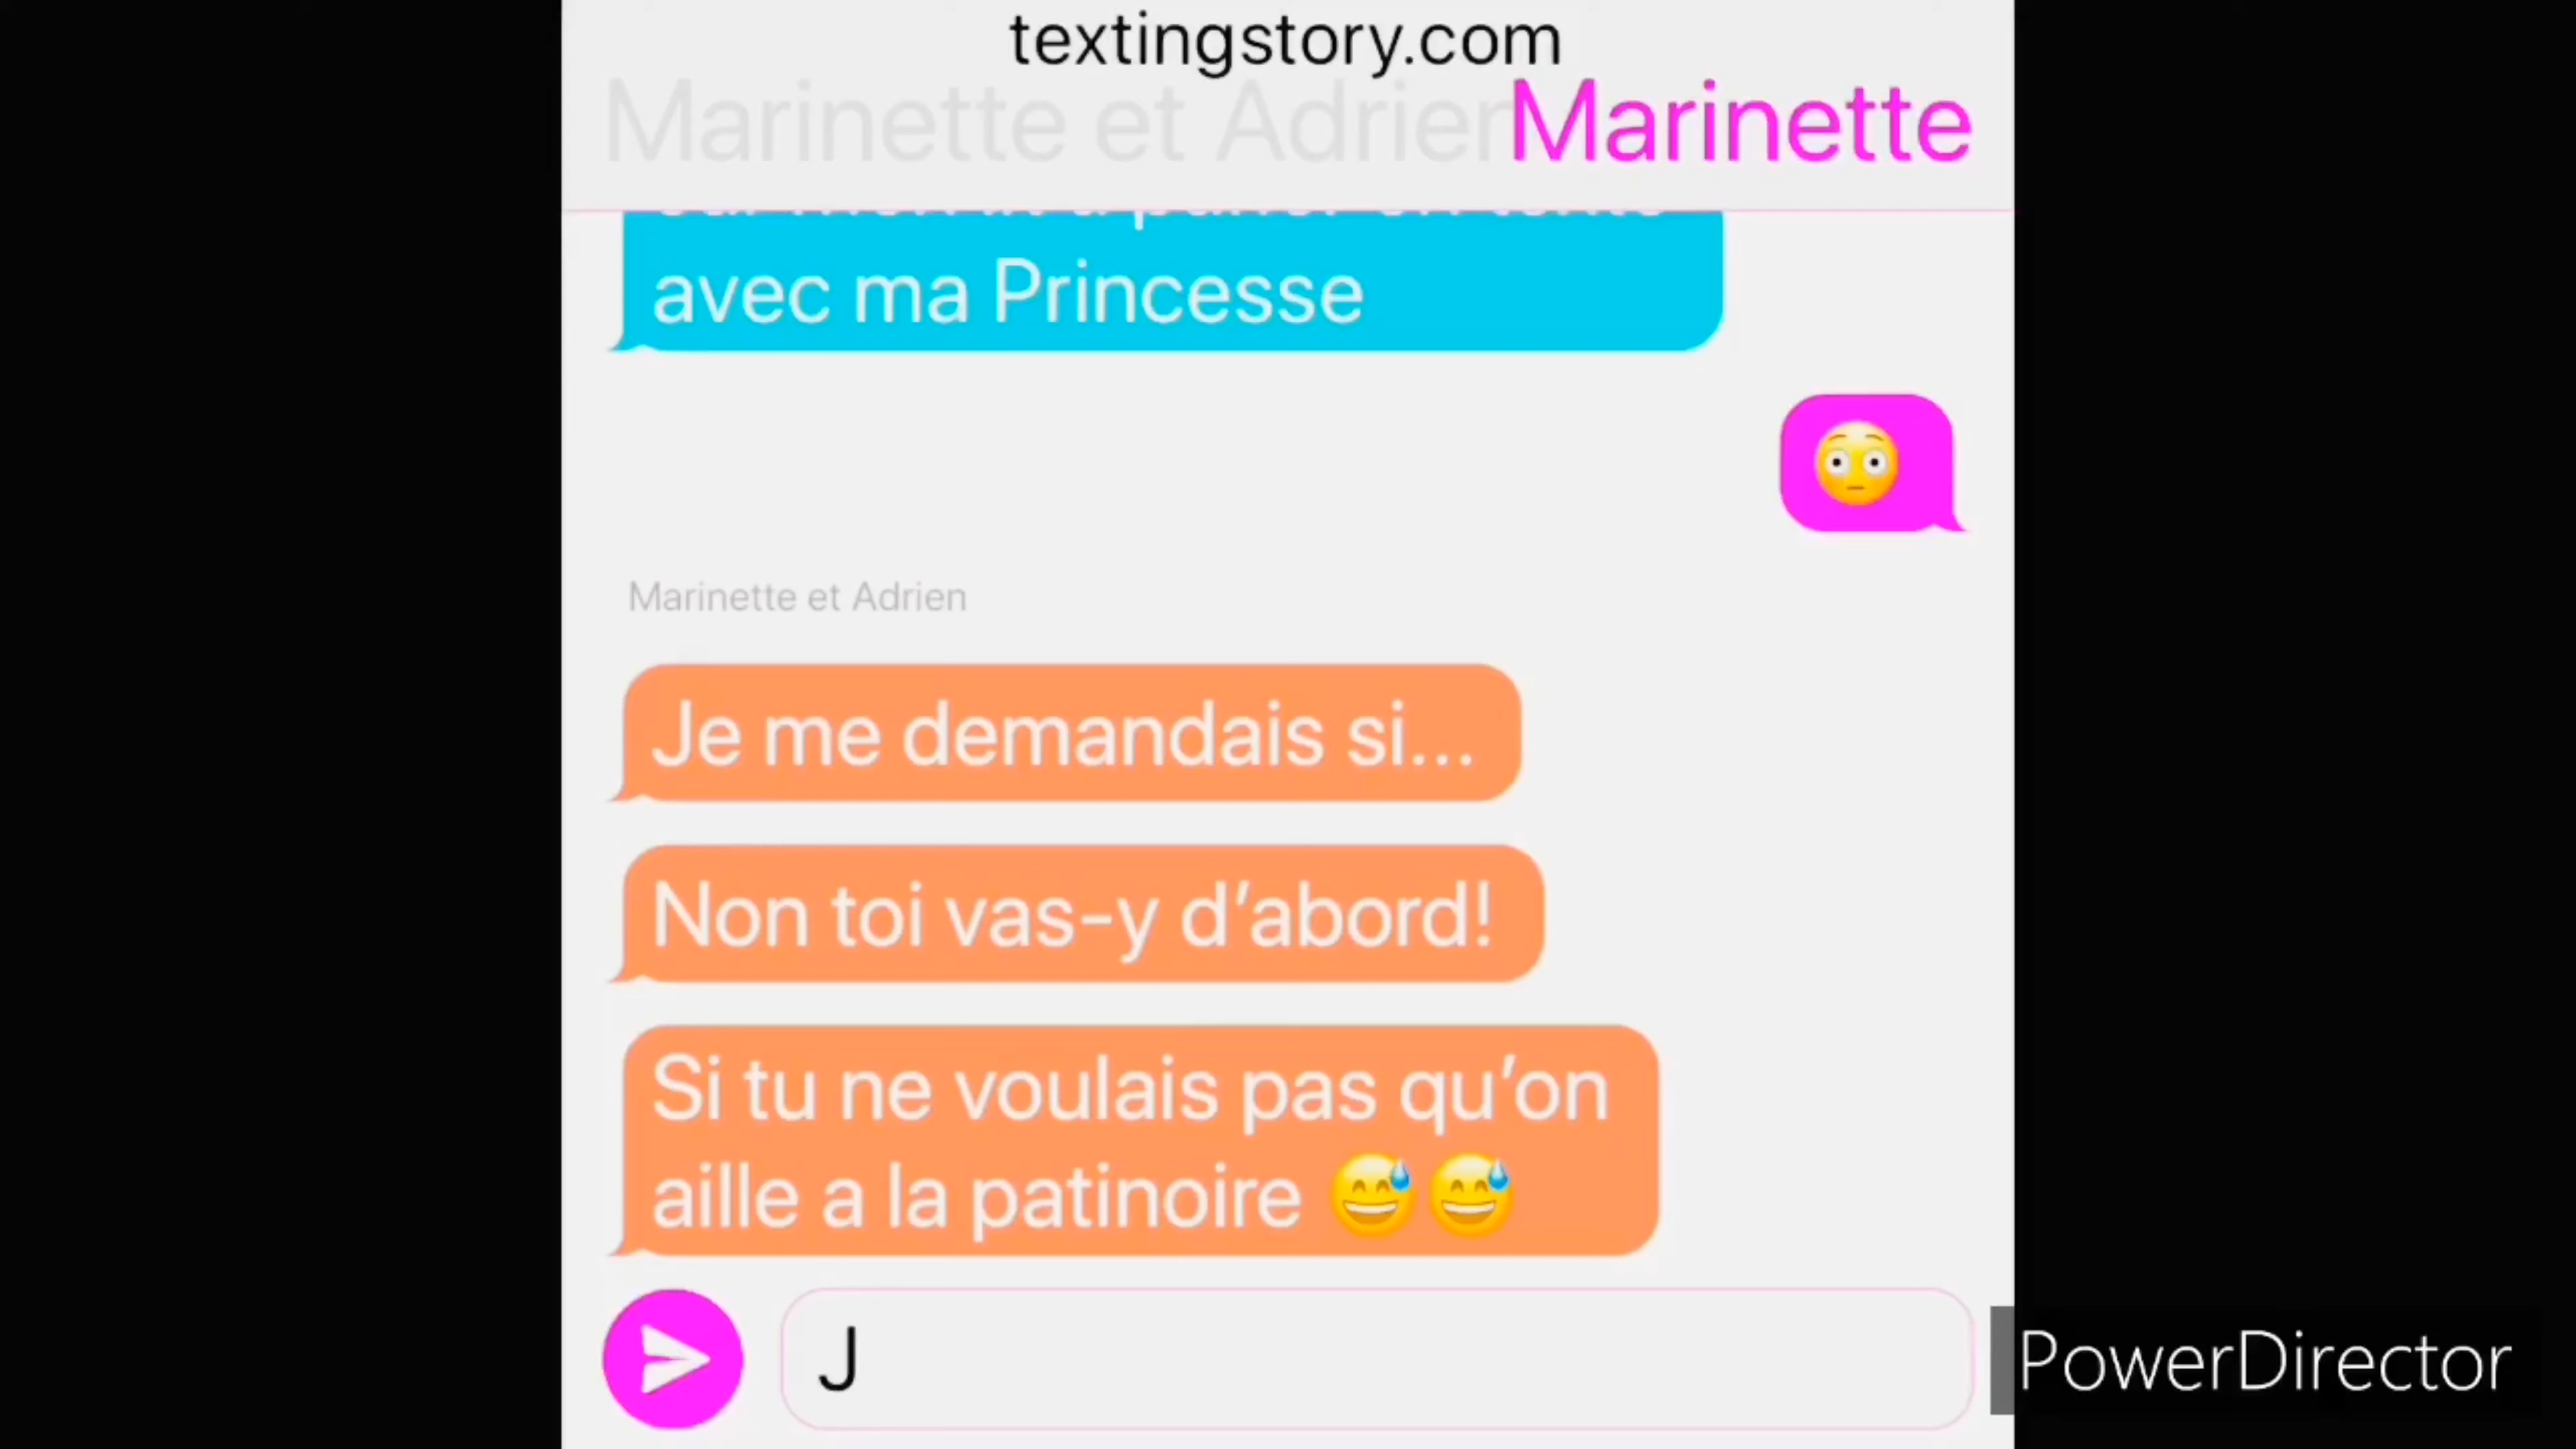 textingstory.com
Marinette et Adrien Marinette
avec ma Princesse
😳
Marinette et Adrien
Je me demandais si...
Non toi vas-y d’abord!
Si tu ne voulais pas qu’on
aille a la patinoire 😅😅
J
PowerDirector